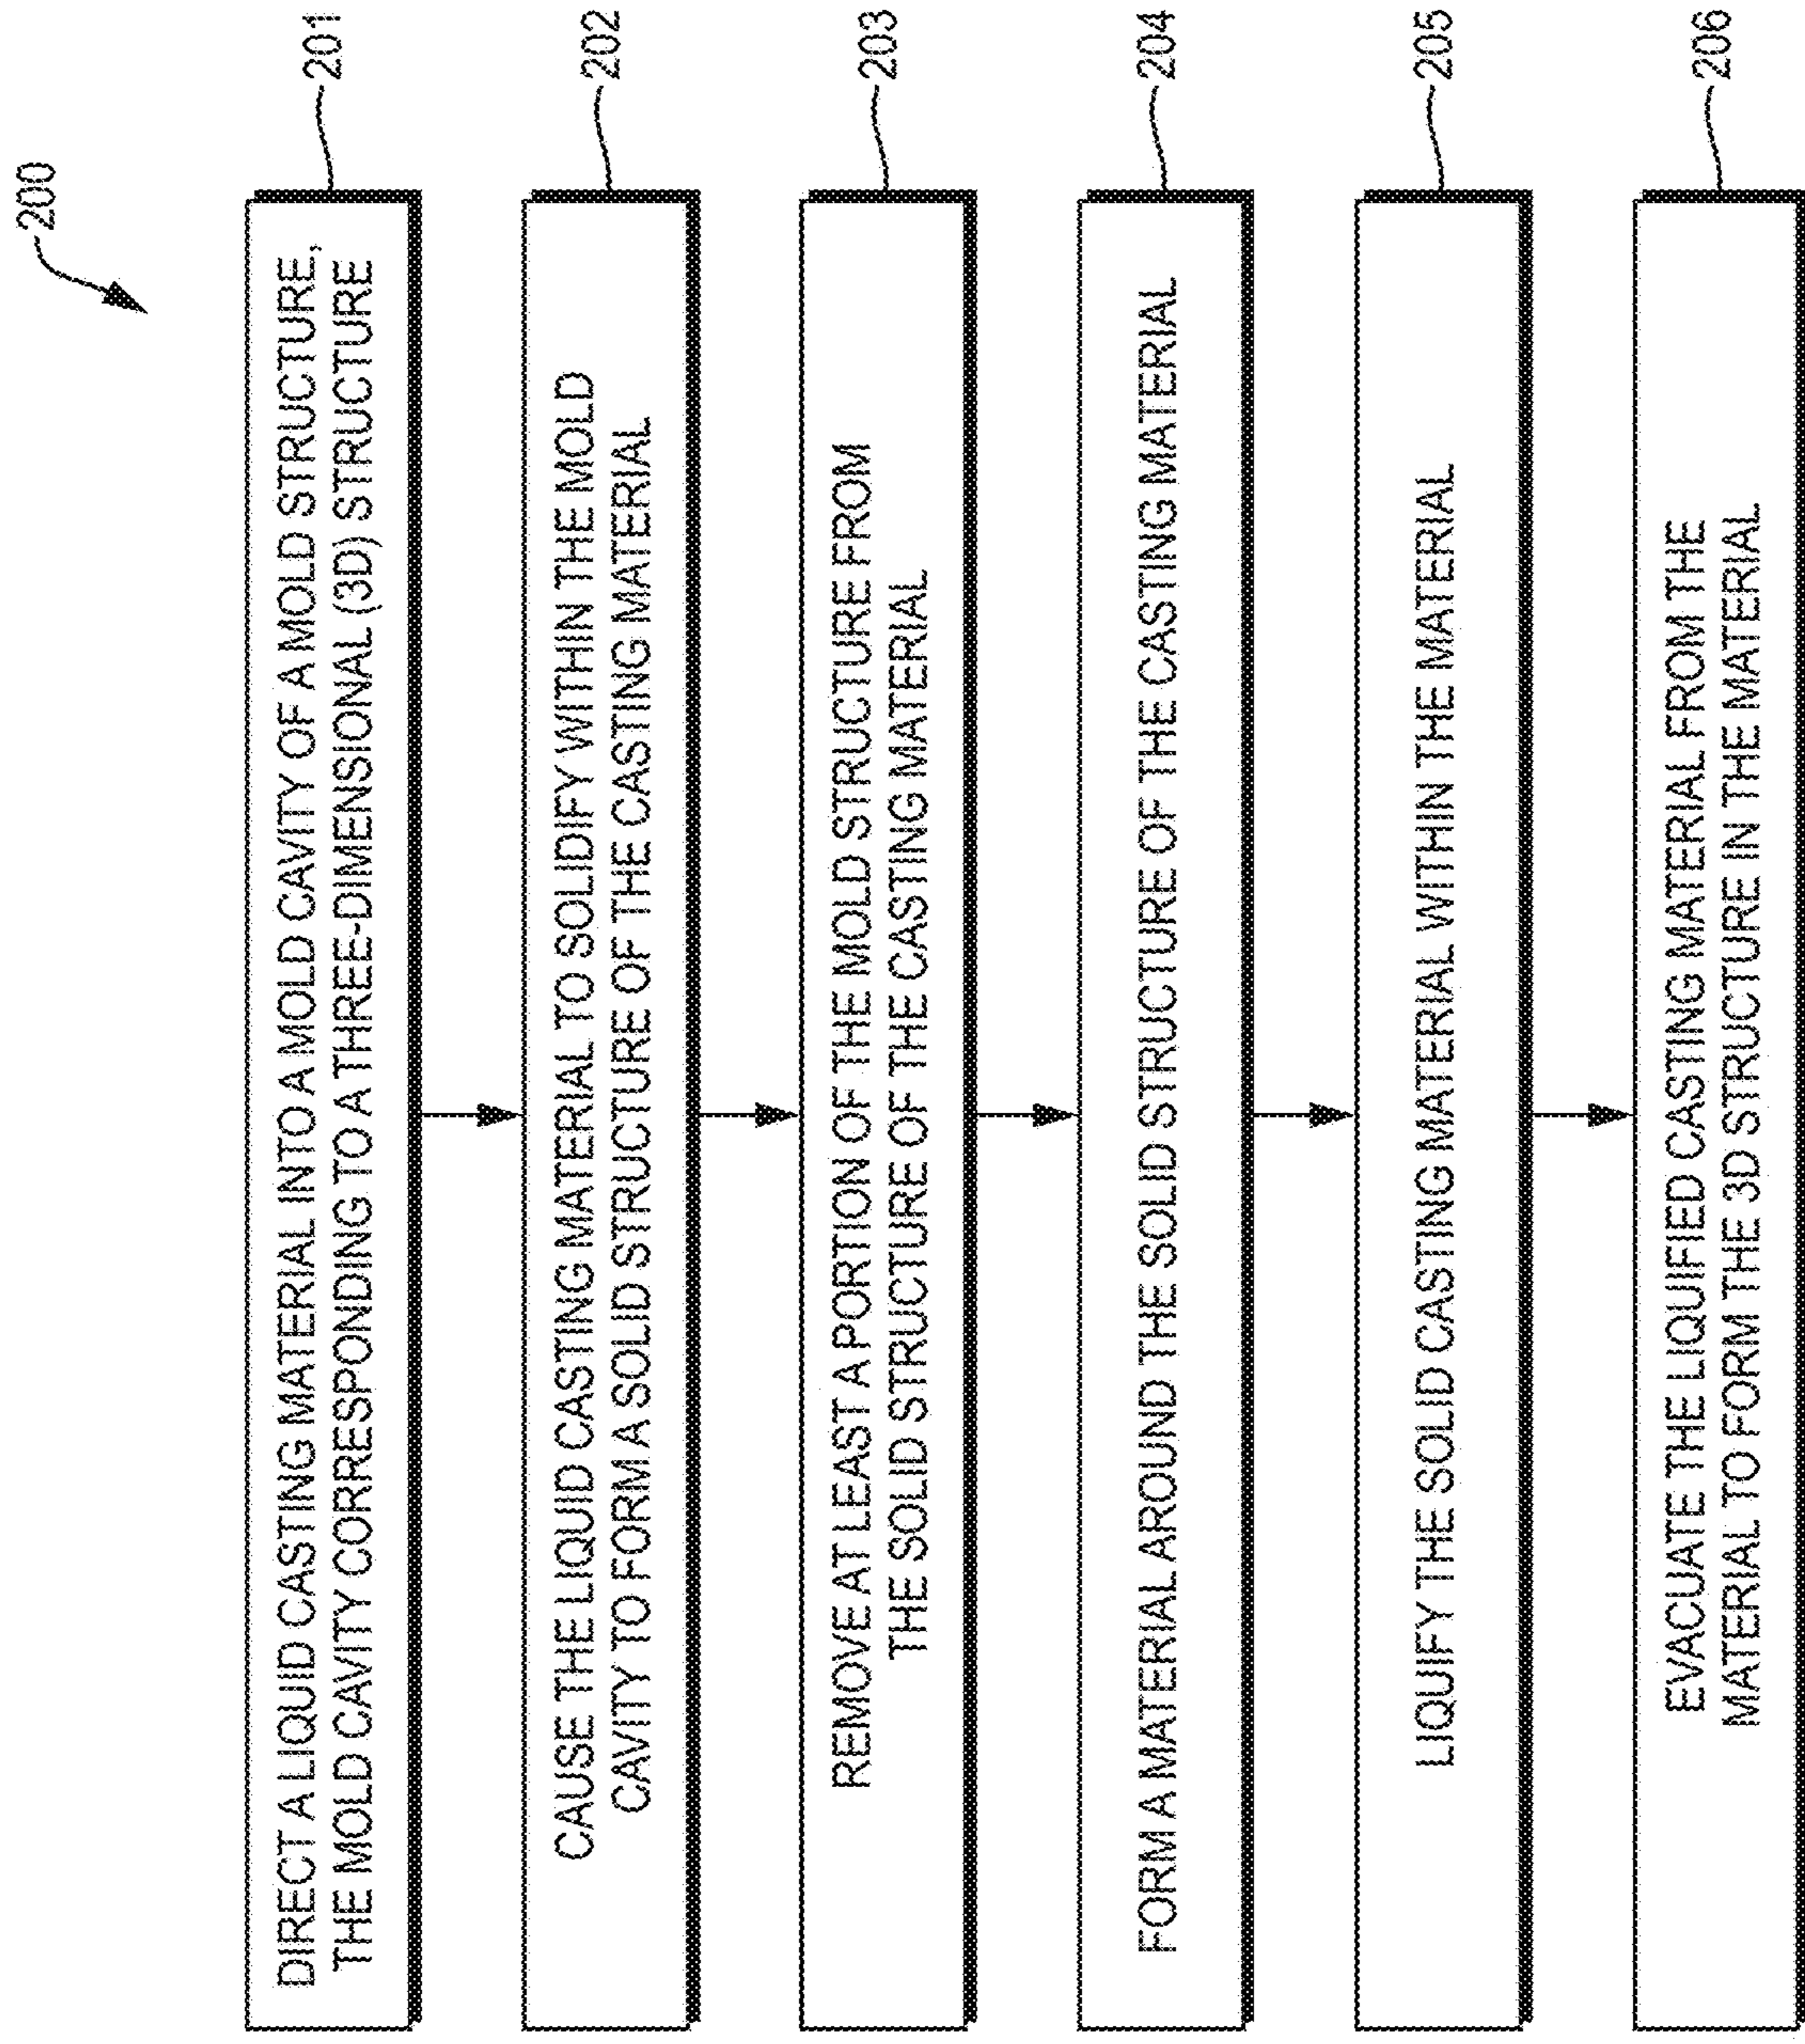 200
DIRECT A LIQUID CASTING MATERIAL INTO A MOLD CAVITY OF A MOLD STRUCTURE,
THE MOLD CAVITY CORRESPONDING TO A THREE-DIMENSIONAL (3D) STRUCTURE
201
CAUSE THE LIQUID CASTING MATERIAL TO SOLIDIFY WITHIN THE MOLD
CAVITY TO FORM A SOLID STRUCTURE OF THE CASTING MATERIAL
202
REMOVE AT LEAST A PORTION OF THE MOLD STRUCTURE FROM
THE SOLID STRUCTURE OF THE CASTING MATERIAL
203
FORM A MATERIAL AROUND THE SOLID STRUCTURE OF THE CASTING MATERIAL
204
LIQUIFY THE SOLID CASTING MATERIAL WITHIN THE MATERIAL
205
EVACUATE THE LIQUIFIED CASTING MATERIAL FROM THE
MATERIAL TO FORM THE 3D STRUCTURE IN THE MATERIAL
206